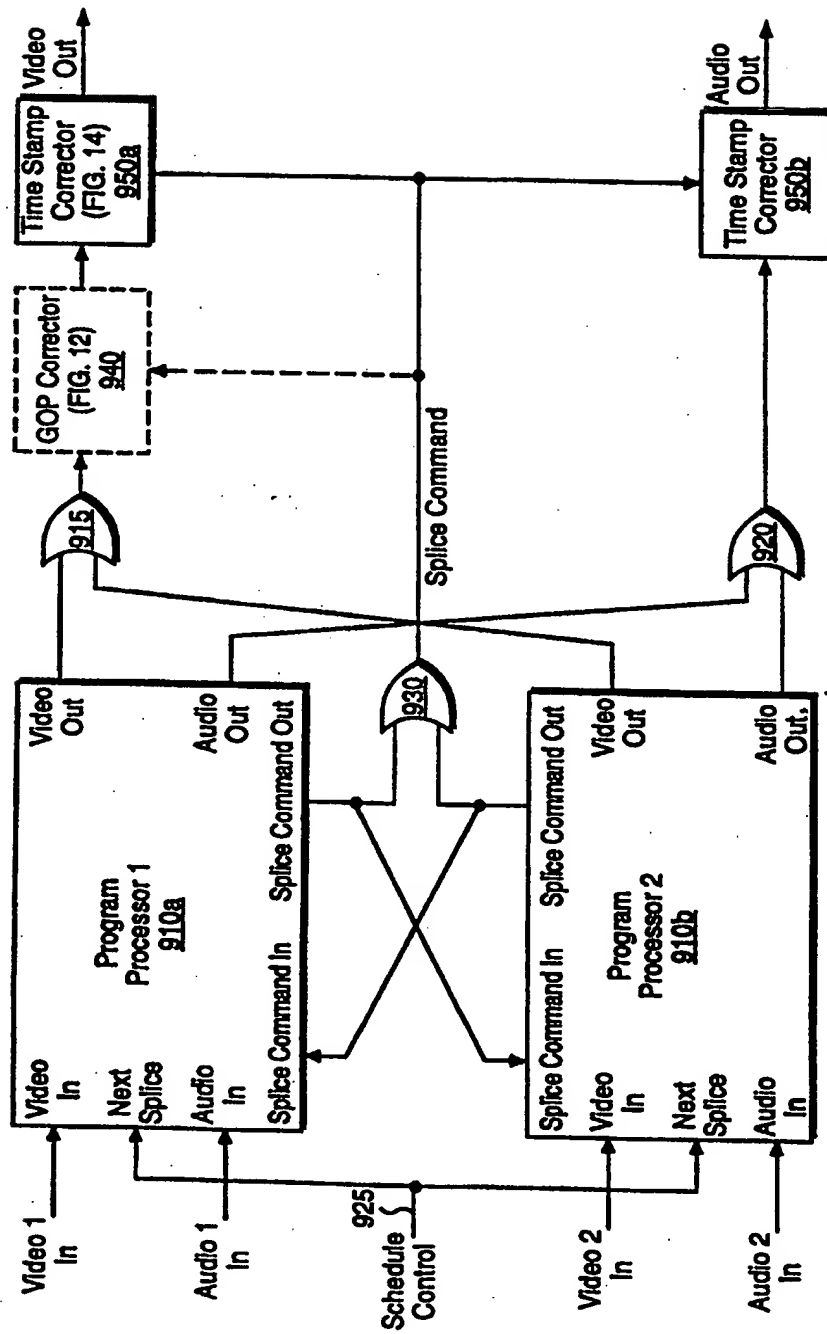 Video 1
In
Audio 1
In
Schedule
Control
925
Video 2
In
Audio 2
In
Video
In
Next
Splice
Audio
In
Splice Command In
Program
Processor 1
910a
Video
Out
Audio
Out
Splice Command Out
Splice Command In
Video
In
Next
Splice
Audio
In
Program
Processor 2
910b
Splice Command Out
Video
Out
Audio
Out,
915
930
920
Splice Command
GOP Corrector
(FIG. 12)
940
Time Stamp
Corrector
(FIG. 14)
950a
Video
Out
Time Stamp
Corrector
950b
Audio
Out